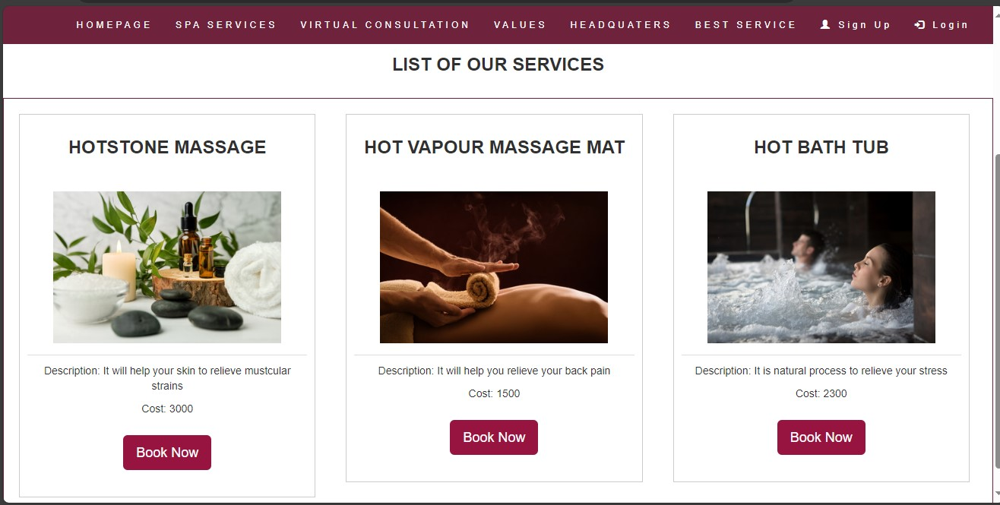 HOMEPAGE SPA SERVICES VIRTUAL CONSULTATION VALUES HEADQUATERS BEST SERVICE Sign Up Login
LIST OF OUR SERVICES
HOTSTONE MASSAGE
Description: It will help your skin to relieve mustcular
strains
Cost: 3000
Book Now
HOT VAPOUR MASSAGE MAT
Description: It will help you relieve your back pain
Cost: 1500
Book Now
HOT BATH TUB
Description: It is natural process to relieve your stress
Cost: 2300
Book Now